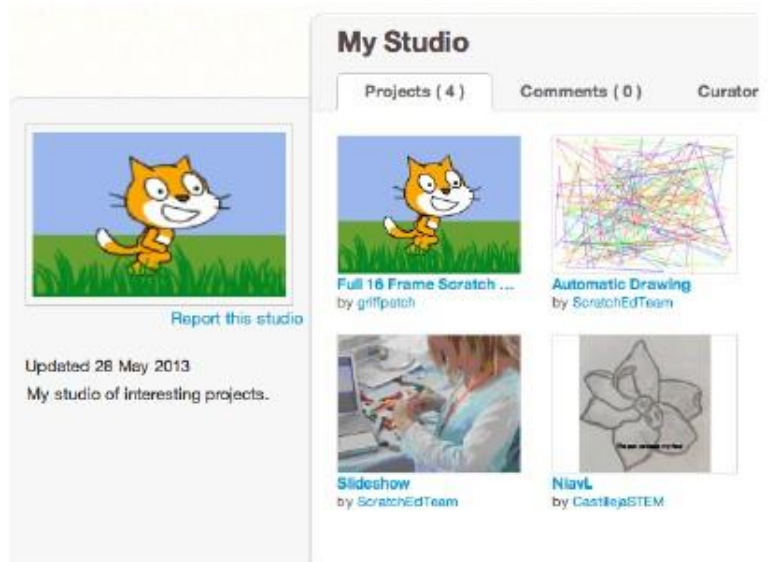 My Studio
Projects ( 4 )
Comments ( 0 )
Curator
Report this studio
Updated 28 May 2013
My studio of interesting projects.
Full 16 Frame Scratch ...
by griffpatch
Automatic Drawing
by ScratchEdTeam
Slideshow
by ScratchEdTeam
NiavL
by CastillejaSTEM